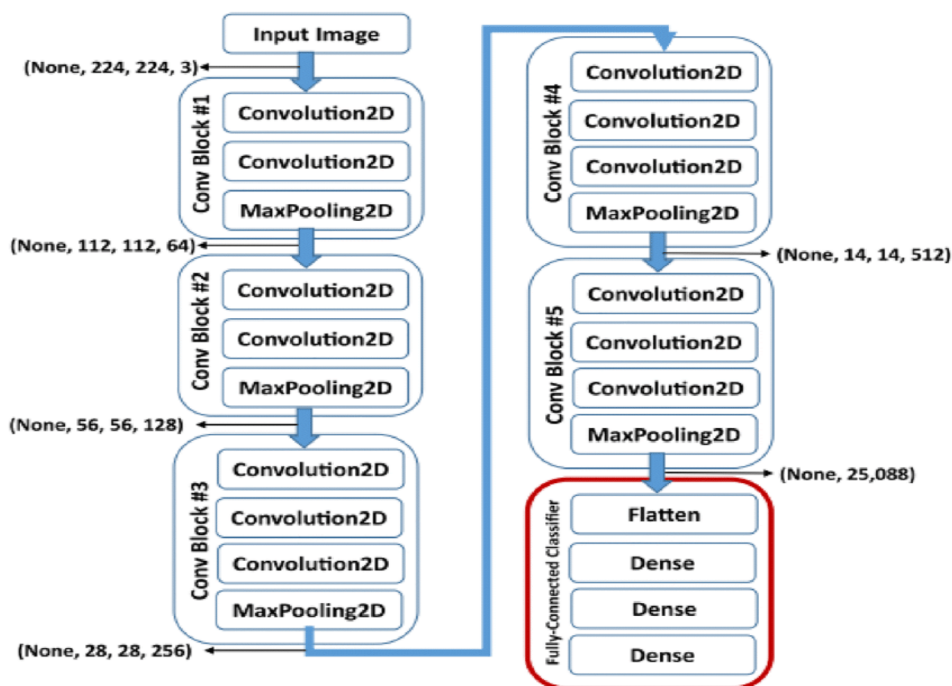 Input Image
(None, 224, 224, 3)
Conv Block #1
Convolution2D
Convolution2D
MaxPooling2D
(None, 112, 112, 64)
Conv Block #2
Convolution2D
Convolution2D
MaxPooling2D
(None, 56, 56, 128)
Conv Block #3
Convolution2D
Convolution2D
Convolution2D
MaxPooling2D
(None, 28, 28, 256)
Conv Block #4
Convolution2D
Convolution2D
Convolution2D
MaxPooling2D
(None, 14, 14, 512)
Conv Block #5
Convolution2D
Convolution2D
Convolution2D
MaxPooling2D
(None, 25,088)
Fully-Connected Classifier
Flatten
Dense
Dense
Dense